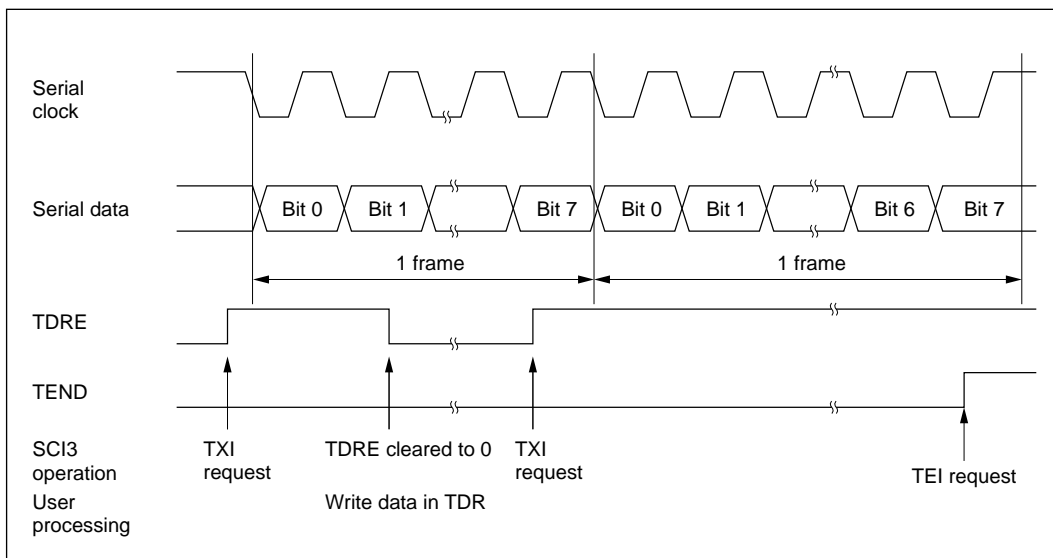 Serial
clock
Serial data
Bit 0
Bit 1
Bit 7
Bit 0
Bit 1
Bit 6
Bit 7
1 frame
1 frame
TDRE
TEND
SCI3
operation
TXI
request
TDRE cleared to 0
TXI
request
TEI request
User
processing
Write data in TDR